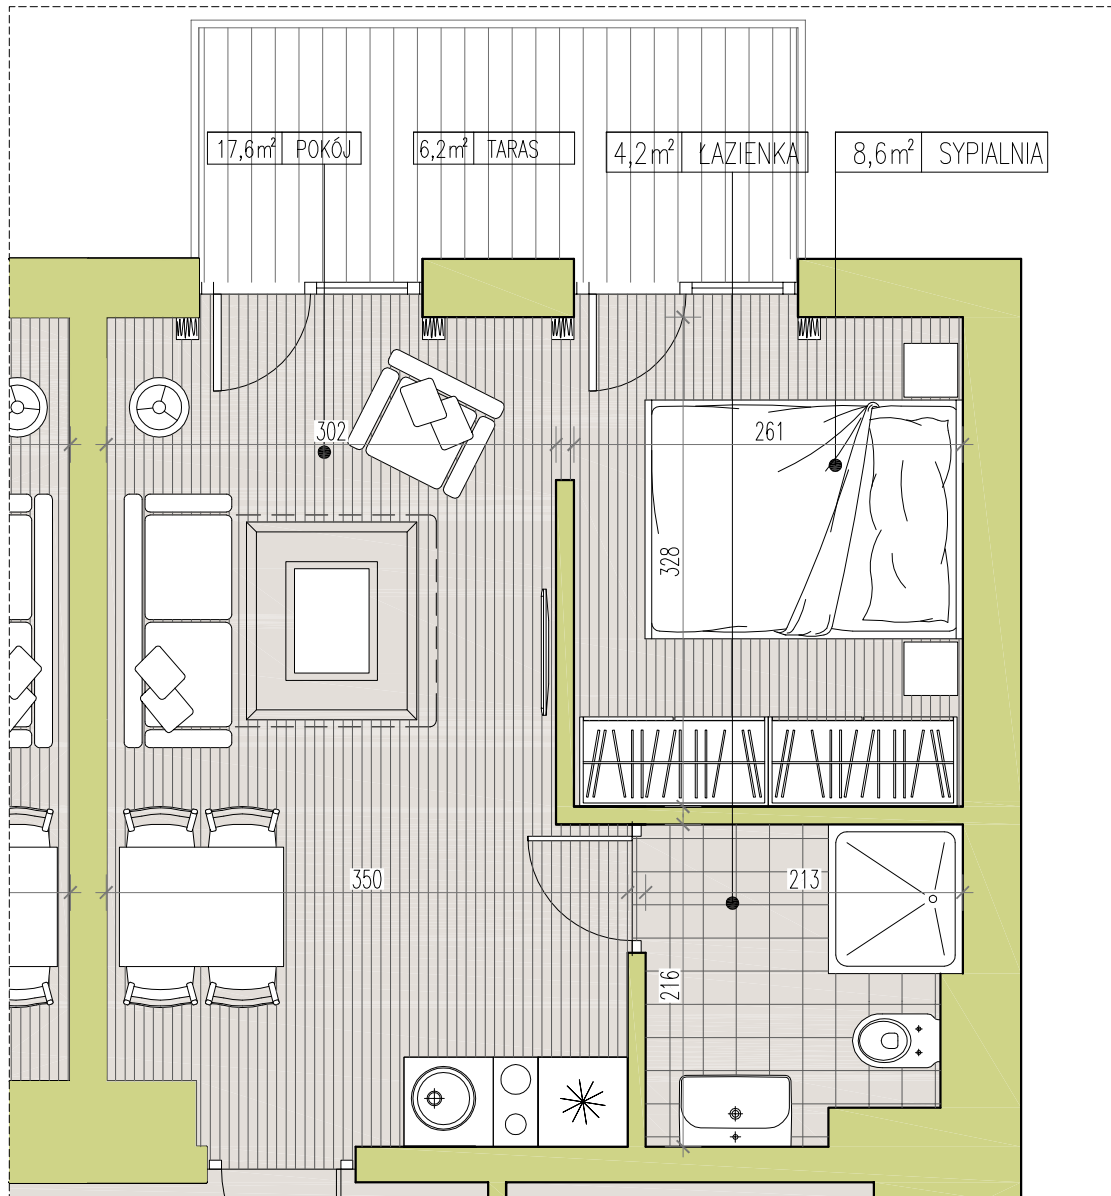 17,6m² POKÓJ
6,2m² TARAS
4,2m² ŁAZIENKA
8,6m² SYPIALNIA
302
261
328
350
213
216